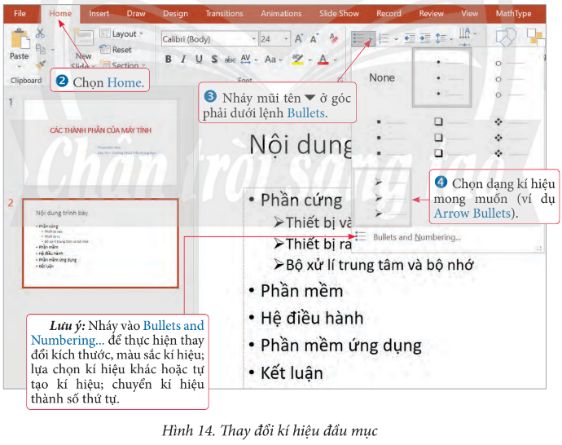 File Home Insert Draw Design Transitions Animations Slide Show Record Review View MathType
Paste
Clipboard
New
Slide
Layout
Reset
Section
Calibri (Body) 24 A A
B I U S abc AV Aa A
Font
❷ Chọn Home.
❸ Nháy mũi tên ▼ ở góc
phải dưới lệnh Bullets.
None
❹ Chọn dạng kí hiệu
mong muốn (ví dụ
Arrow Bullets).
Bullets and Numbering...
1
CÁC THÀNH PHẦN CỦA MÁY TÍNH
2
Nội dung trình bày
• Phần cứng
• Phần mềm
• Hệ điều hành
• Phần mềm ứng dụng
• Kết luận
Chân trời sáng tạo
Nội dung
• Phần cứng
➤Thiết bị và
➤Thiết bị ra
➤Bộ xử lí trung tâm và bộ nhớ
• Phần mềm
• Hệ điều hành
• Phần mềm ứng dụng
• Kết luận
Lưu ý: Nháy vào Bullets and
Numbering... để thực hiện thay
đổi kích thước, màu sắc kí hiệu;
lựa chọn kí hiệu khác hoặc tự
tạo kí hiệu; chuyển kí hiệu
thành số thứ tự.
Hình 14. Thay đổi kí hiệu đầu mục